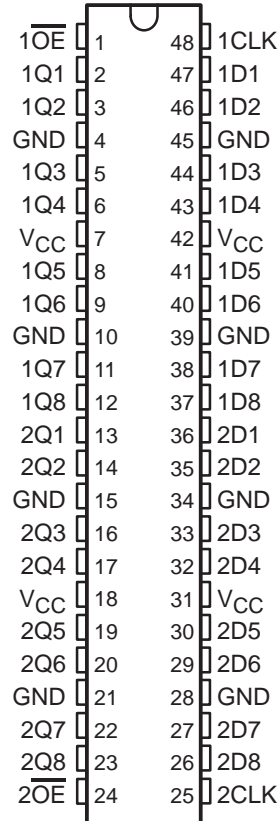 1O̅E̅ 1 48 1CLK
1Q1 2 47 1D1
1Q2 3 46 1D2
GND 4 45 GND
1Q3 5 44 1D3
1Q4 6 43 1D4
VCC 7 42 VCC
1Q5 8 41 1D5
1Q6 9 40 1D6
GND 10 39 GND
1Q7 11 38 1D7
1Q8 12 37 1D8
2Q1 13 36 2D1
2Q2 14 35 2D2
GND 15 34 GND
2Q3 16 33 2D3
2Q4 17 32 2D4
VCC 18 31 VCC
2Q5 19 30 2D5
2Q6 20 29 2D6
GND 21 28 GND
2Q7 22 27 2D7
2Q8 23 26 2D8
2O̅E̅ 24 25 2CLK